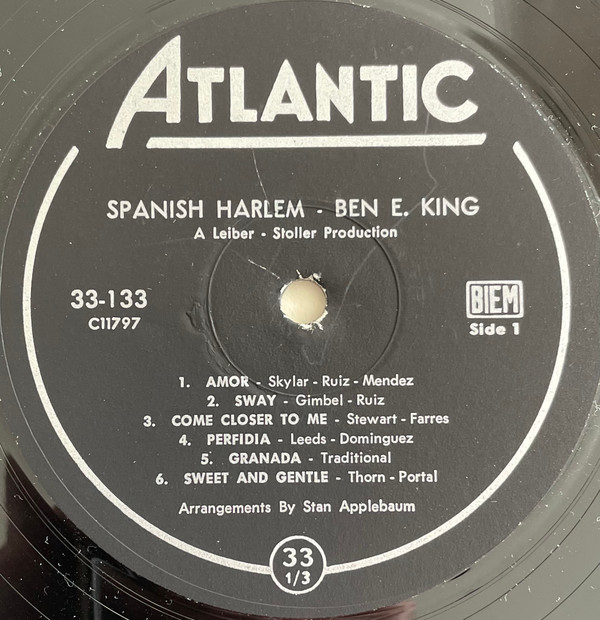 ATLANTIC
SPANISH HARLEM - BEN E. KING
A Leiber - Stoller Production
33-133
C11797
BIEM
Side 1
1. AMOR - Skylar - Ruiz - Mendez
2. SWAY - Gimbel - Ruiz
3. COME CLOSER TO ME - Stewart - Farres
4. PERFIDIA - Leeds - Dominguez
5. GRANADA - Traditional
6. SWEET AND GENTLE - Thorn - Portal
Arrangements By Stan Applebaum
33
1/3